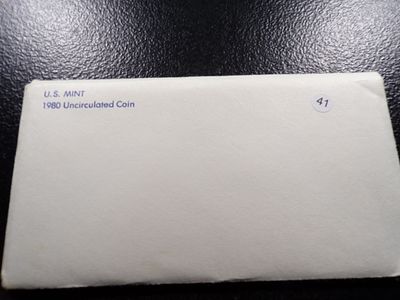 U.S. MINT
1980 Uncirculated Coin
41